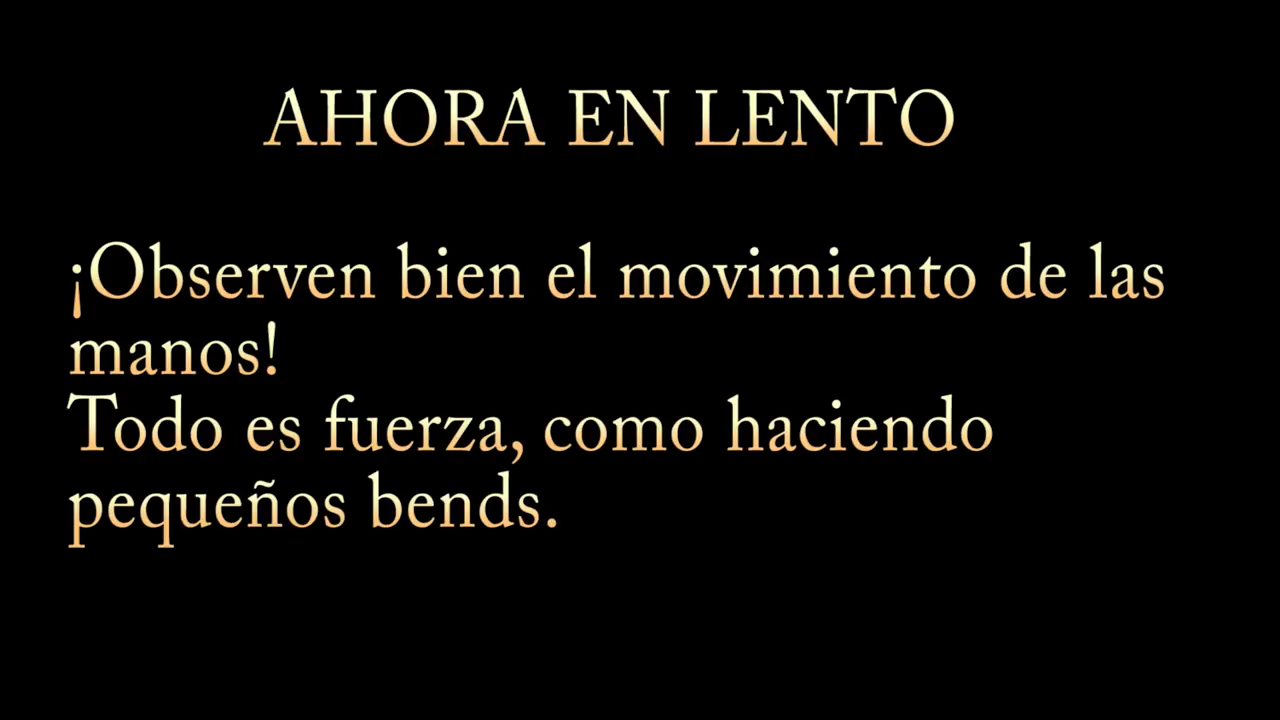 AHORA EN LENTO
¡Observen bien el movimiento de las
manos!
Todo es fuerza, como haciendo
pequeños bends.